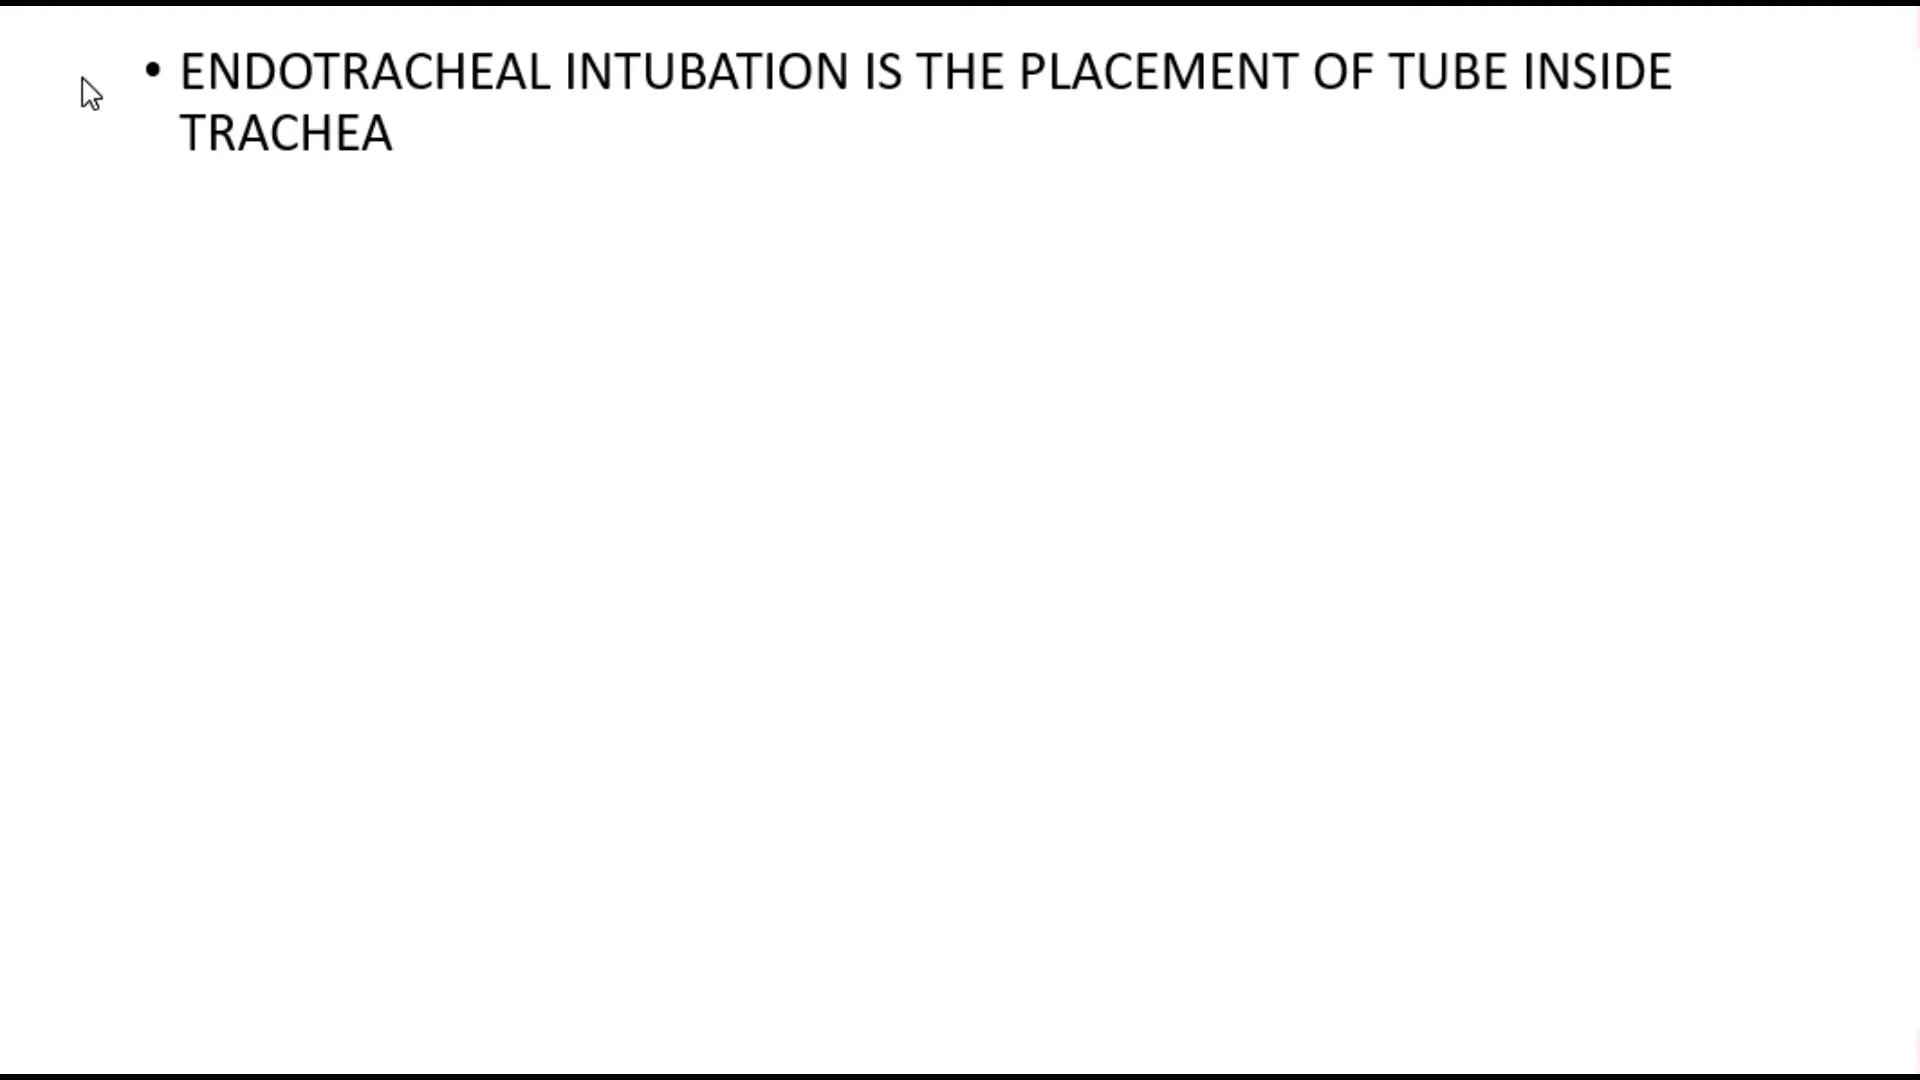 • ENDOTRACHEAL INTUBATION IS THE PLACEMENT OF TUBE INSIDE
TRACHEA